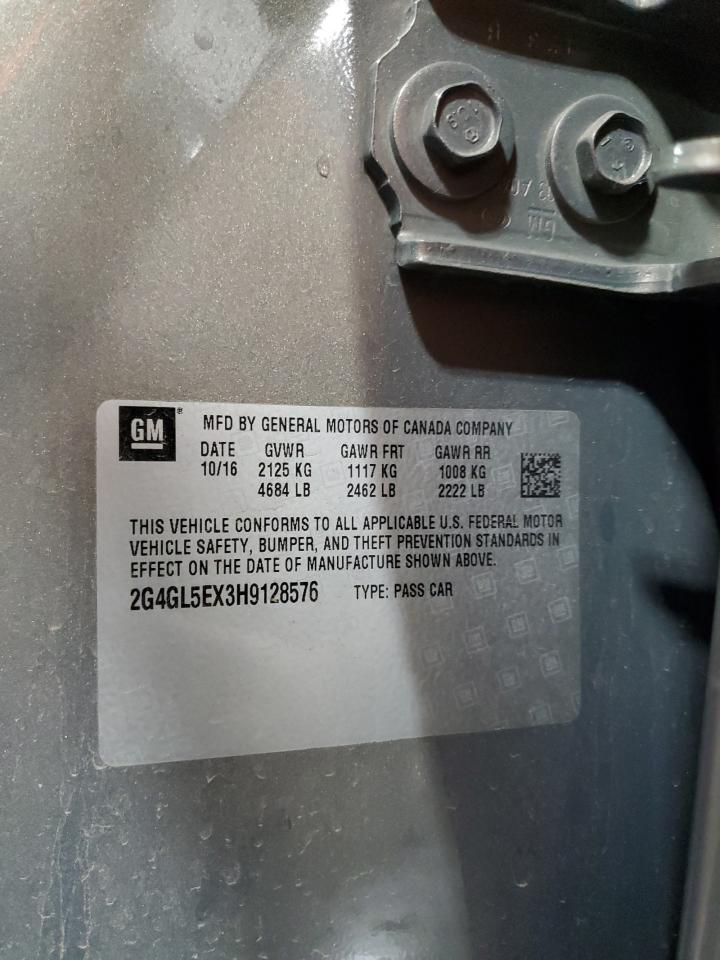 GM
GM®
MFD BY GENERAL MOTORS OF CANADA COMPANY
DATE GVWR GAWR FRT GAWR RR
10/16 2125 KG 1117 KG 1008 KG
4684 LB 2462 LB 2222 LB
THIS VEHICLE CONFORMS TO ALL APPLICABLE U.S. FEDERAL MOTOR
VEHICLE SAFETY, BUMPER, AND THEFT PREVENTION STANDARDS IN
EFFECT ON THE DATE OF MANUFACTURE SHOWN ABOVE.
2G4GL5EX3H9128576 TYPE: PASS CAR